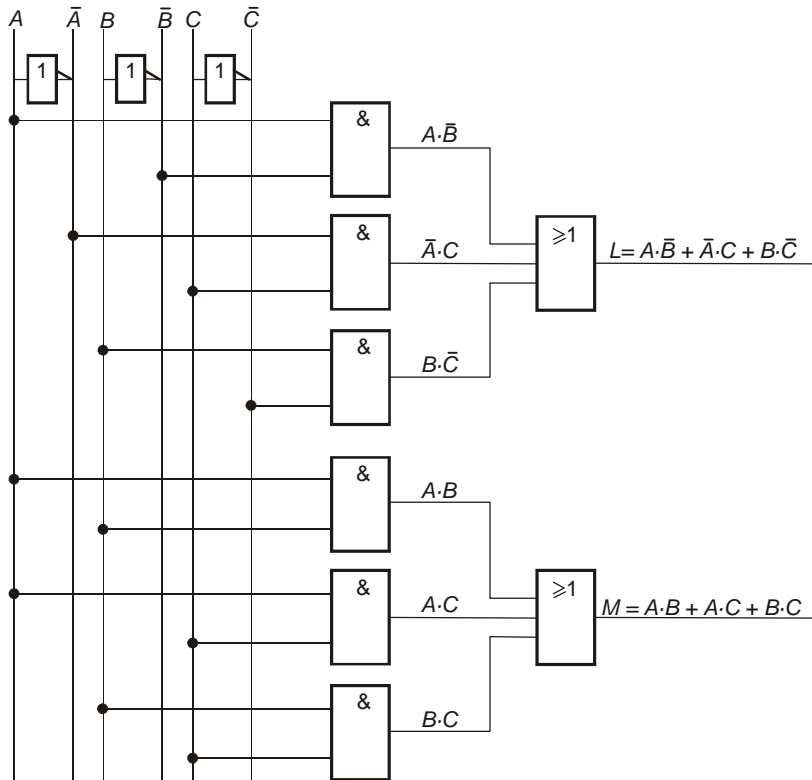 A Ā B B̄ C C̄
1 1 1
&
A·B̄
&
Ā·C
≥1
L= A·B̄ + Ā·C + B·C̄
&
B·C̄
&
A·B
&
A·C
≥1
M = A·B + A·C + B·C
&
B·C